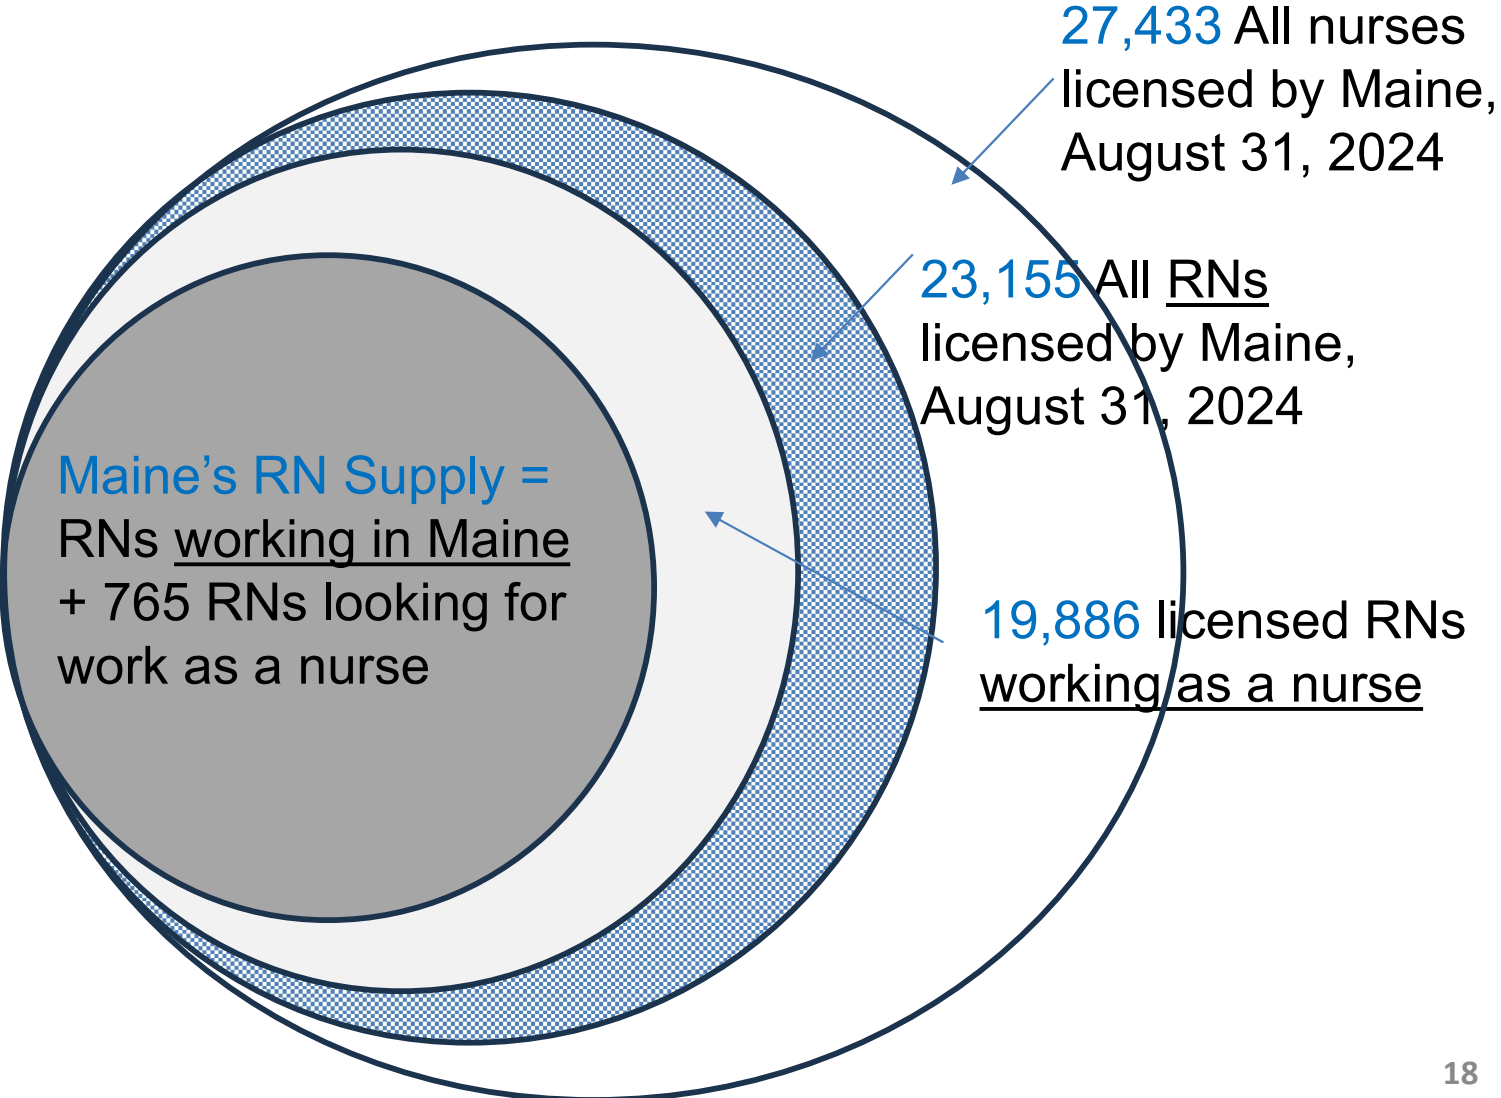 27,433 All nurses
licensed by Maine,
August 31, 2024
23,155 All RNs
licensed by Maine,
August 31, 2024
Maine’s RN Supply =
RNs working in Maine
+ 765 RNs looking for
work as a nurse
19,886 licensed RNs
working as a nurse
18